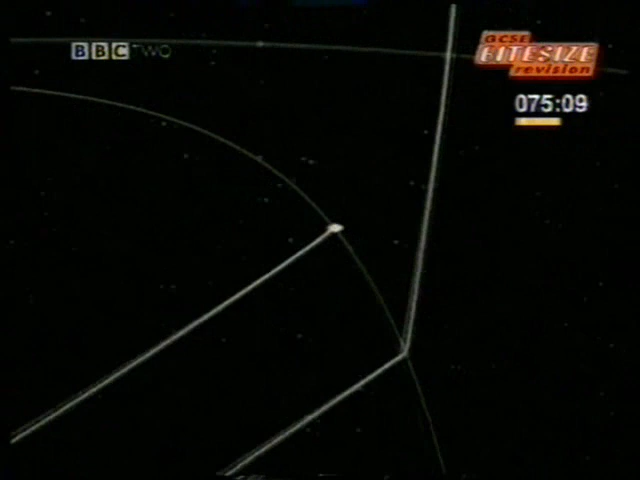 BBC TWO
GCSE
BITESIZE
revision
075:09